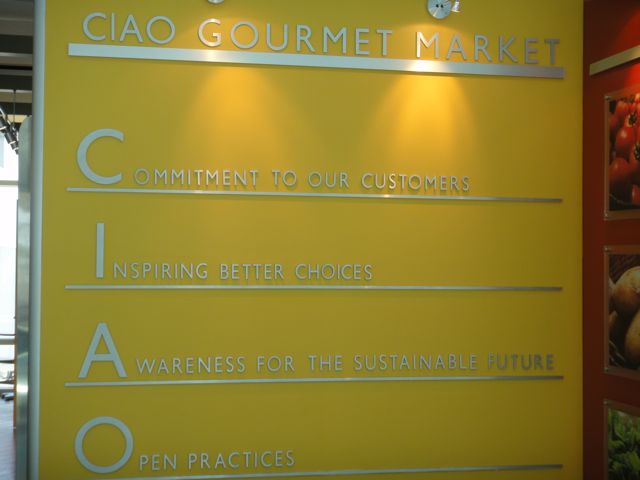 CIAO GOURMET MARKET
COMMITMENT TO OUR CUSTOMERS
INSPIRING BETTER CHOICES
AWARENESS FOR THE SUSTAINABLE FUTURE
OPEN PRACTICES